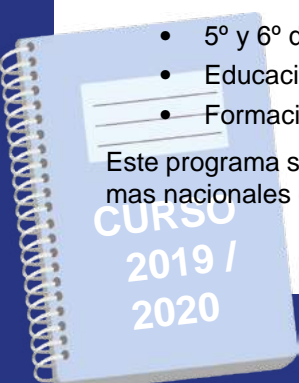 • 5º y 6º d
• Educaci
• Formaci
Este programa s
mas nacionales
CURSO
2019 /
2020